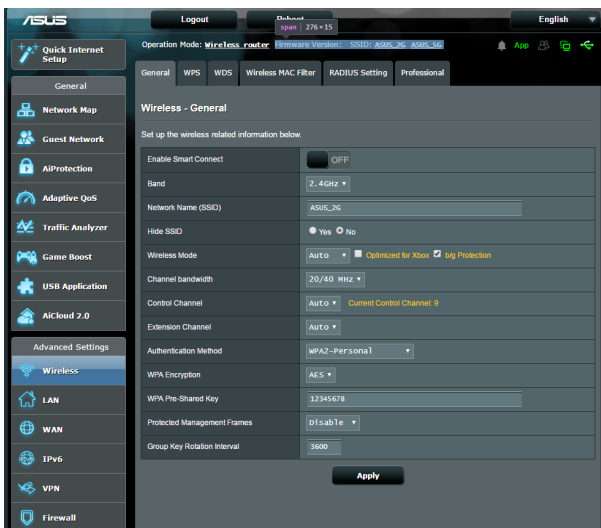 ASUS
Logout
Reboot
English
span | 276×15
Quick Internet Setup
Operation Mode: Wireless router Firmware Version: SSID: ASUS_2G ASUS_5G
App
General
WPS
WDS
Wireless MAC Filter
RADIUS Setting
Professional
General
Network Map
Guest Network
AiProtection
Adaptive QoS
Traffic Analyzer
Game Boost
USB Application
AiCloud 2.0
Advanced Settings
Wireless
LAN
WAN
IPv6
VPN
Firewall
Wireless - General
Set up the wireless related information below.
Enable Smart Connect
OFF
Band
2.4GHz
Network Name (SSID)
ASUS_2G
Hide SSID
Yes No
Wireless Mode
Auto Optimized for Xbox b/g Protection
Channel bandwidth
20/40 MHz
Control Channel
Auto Current Control Channel: 9
Extension Channel
Auto
Authentication Method
WPA2-Personal
WPA Encryption
AES
WPA Pre-Shared Key
12345678
Protected Management Frames
Disable
Group Key Rotation Interval
3600
Apply